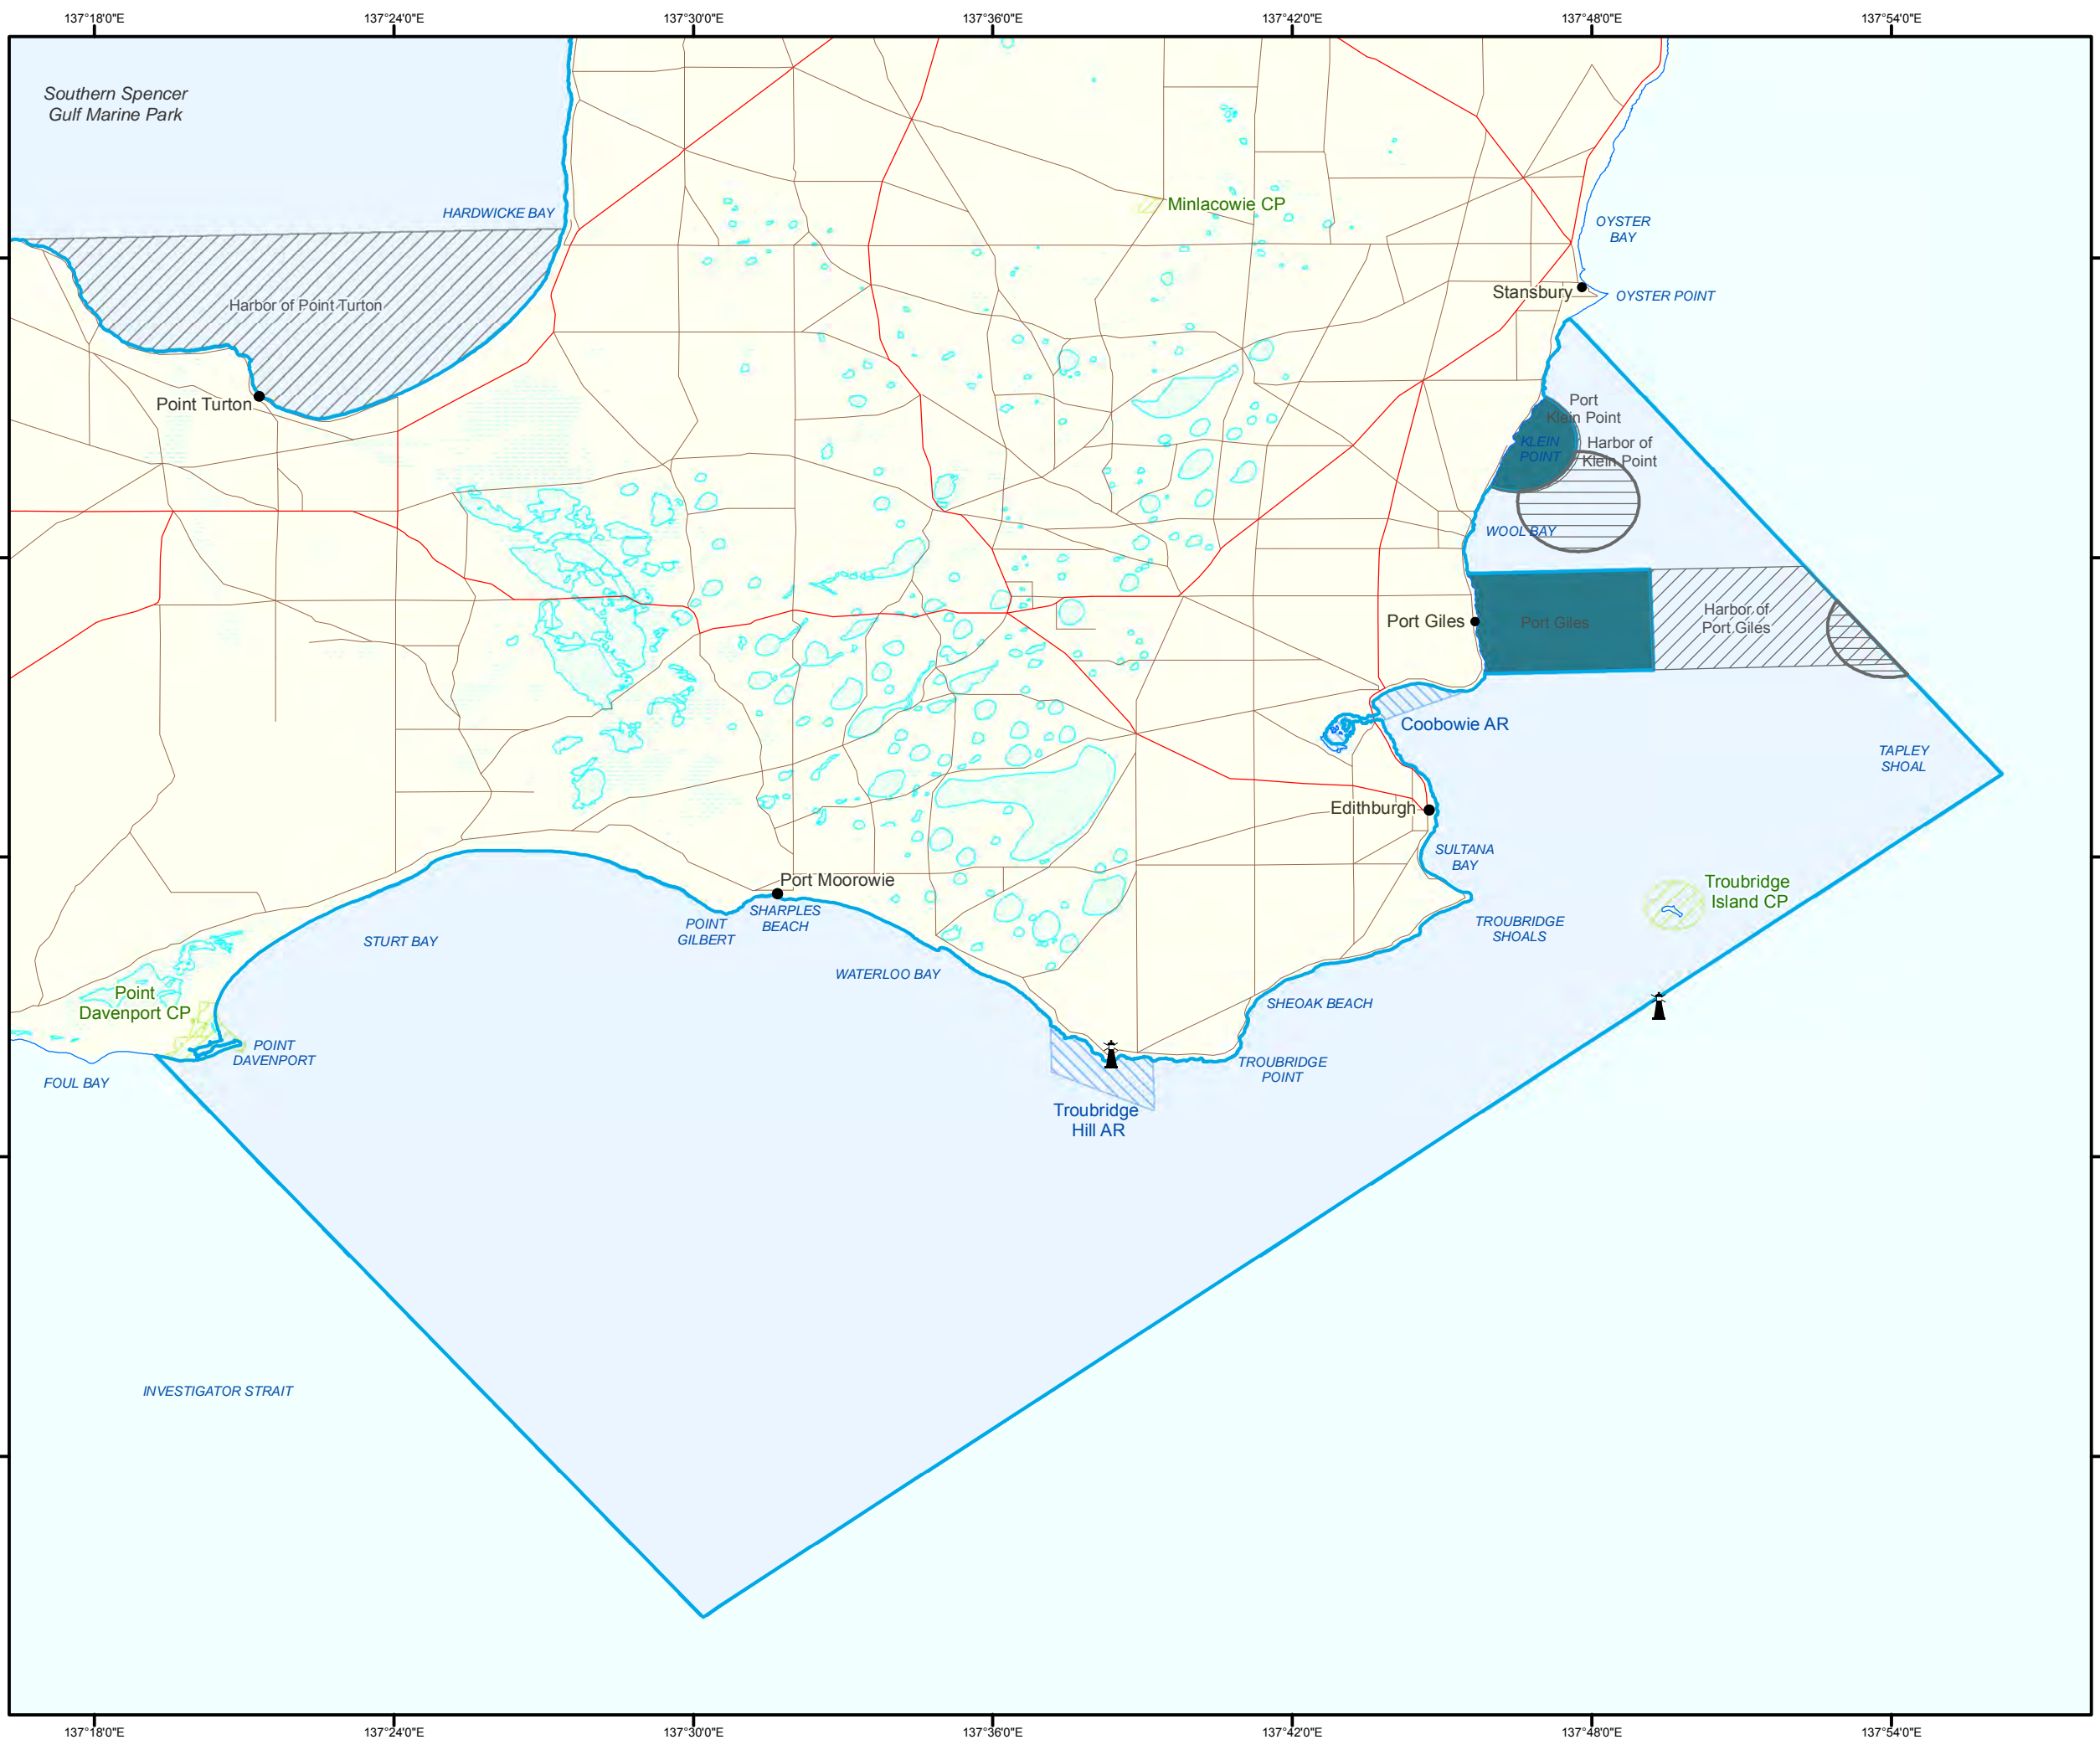 137°18'0"E
137°24'0"E
137°30'0"E
137°36'0"E
137°42'0"E
137°48'0"E
137°54'0"E
Southern Spencer
Gulf Marine Park
HARDWICKE BAY
Minlacowie CP
OYSTER
BAY
Harbor of Point Turton
Stansbury
OYSTER POINT
Point Turton
Port
Klein Point
KLEIN
POINT
Harbor of
Klein Point
WOOL BAY
Port Giles
Port Giles
Harbor of
Port Giles
Coobowie AR
TAPLEY
SHOAL
Edithburgh
SULTANA
BAY
Port Moorowie
SHARPLES
BEACH
POINT
GILBERT
Troubridge
Island CP
TROUBRIDGE
SHOALS
STURT BAY
WATERLOO BAY
Point
Davenport CP
SHEOAK BEACH
POINT
DAVENPORT
FOUL BAY
TROUBRIDGE
POINT
Troubridge
Hill AR
INVESTIGATOR STRAIT
137°18'0"E
137°24'0"E
137°30'0"E
137°36'0"E
137°42'0"E
137°48'0"E
137°54'0"E